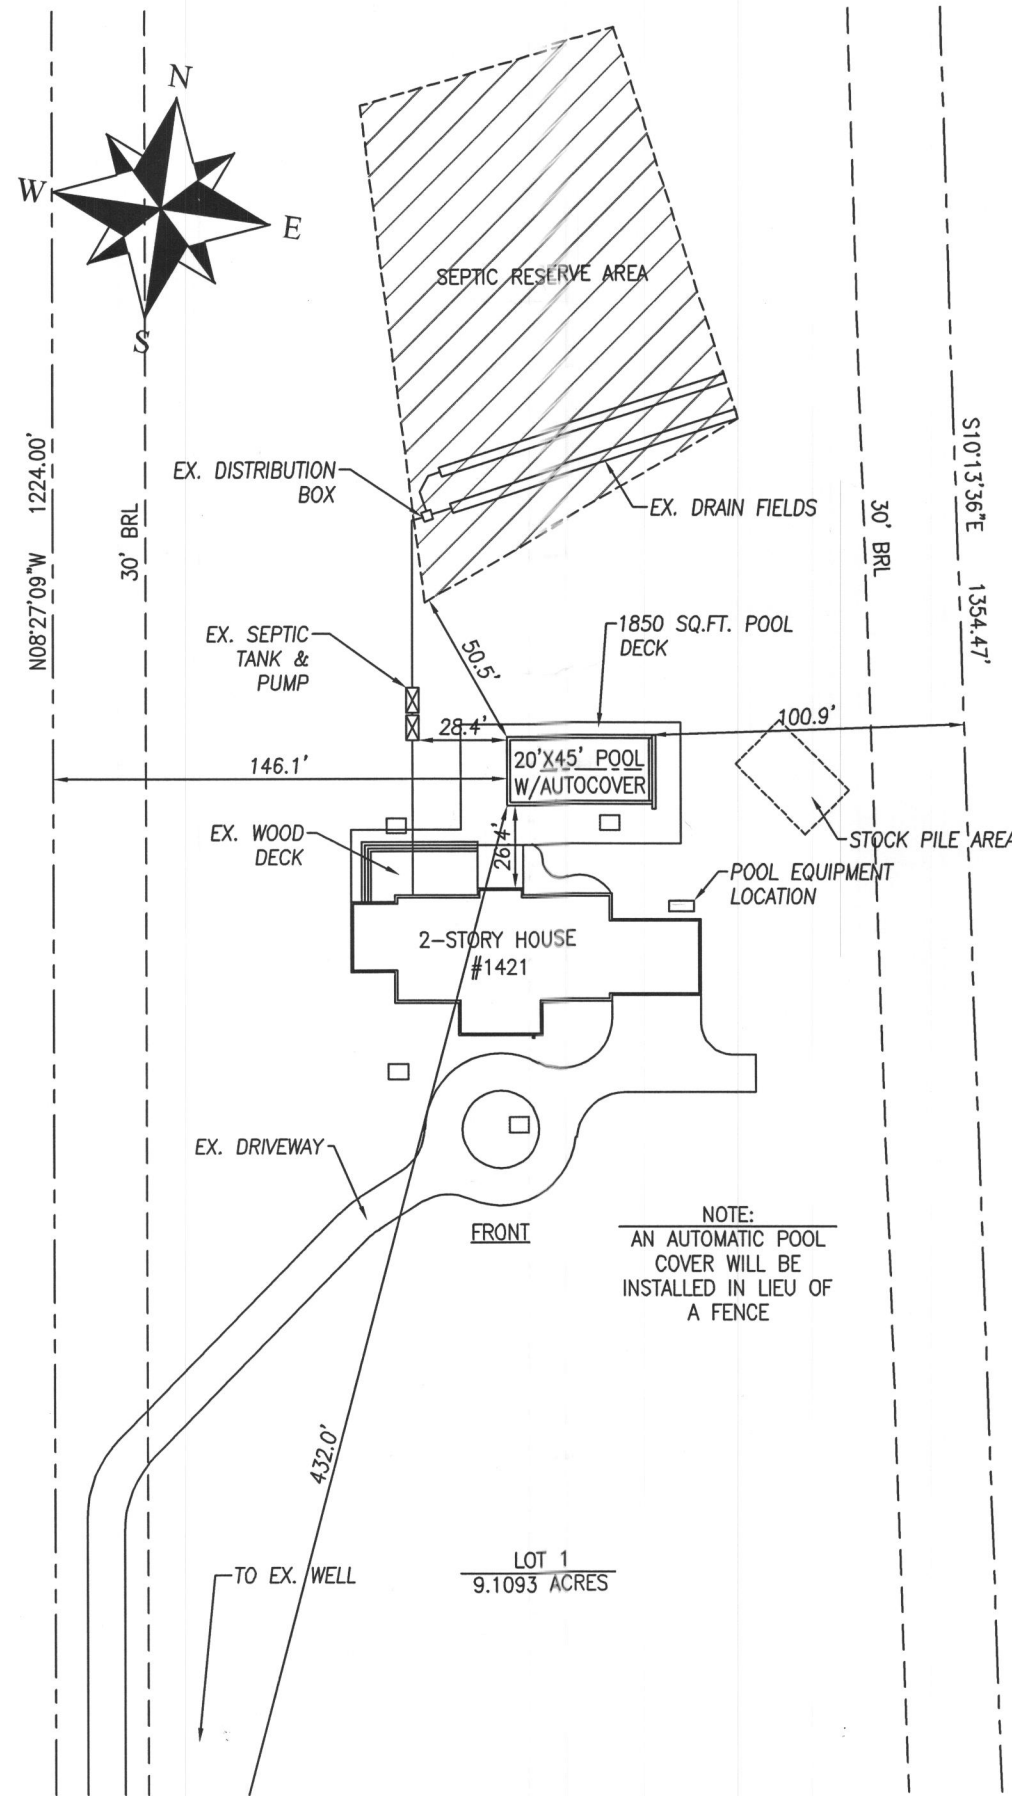 N
W
E
S
SEPTIC RESERVE AREA
N08°27'09"W 1224.00'
30' BRL
EX. DISTRIBUTION
BOX
EX. DRAIN FIELDS
30' BRL
S10°13'36"E 1354.47'
EX. SEPTIC
TANK &
PUMP
50.5'
1850 SQ.FT. POOL
DECK
28.4'
100.9'
146.1'
20'X45' POOL
W/AUTOCOVER
EX. WOOD
DECK
26.4'
STOCK PILE AREA
POOL EQUIPMENT
LOCATION
2-STORY HOUSE
#1421
EX. DRIVEWAY
FRONT
NOTE:
AN AUTOMATIC POOL
COVER WILL BE
INSTALLED IN LIEU OF
A FENCE
432.0'
TO EX. WELL
LOT 1
9.1093 ACRES